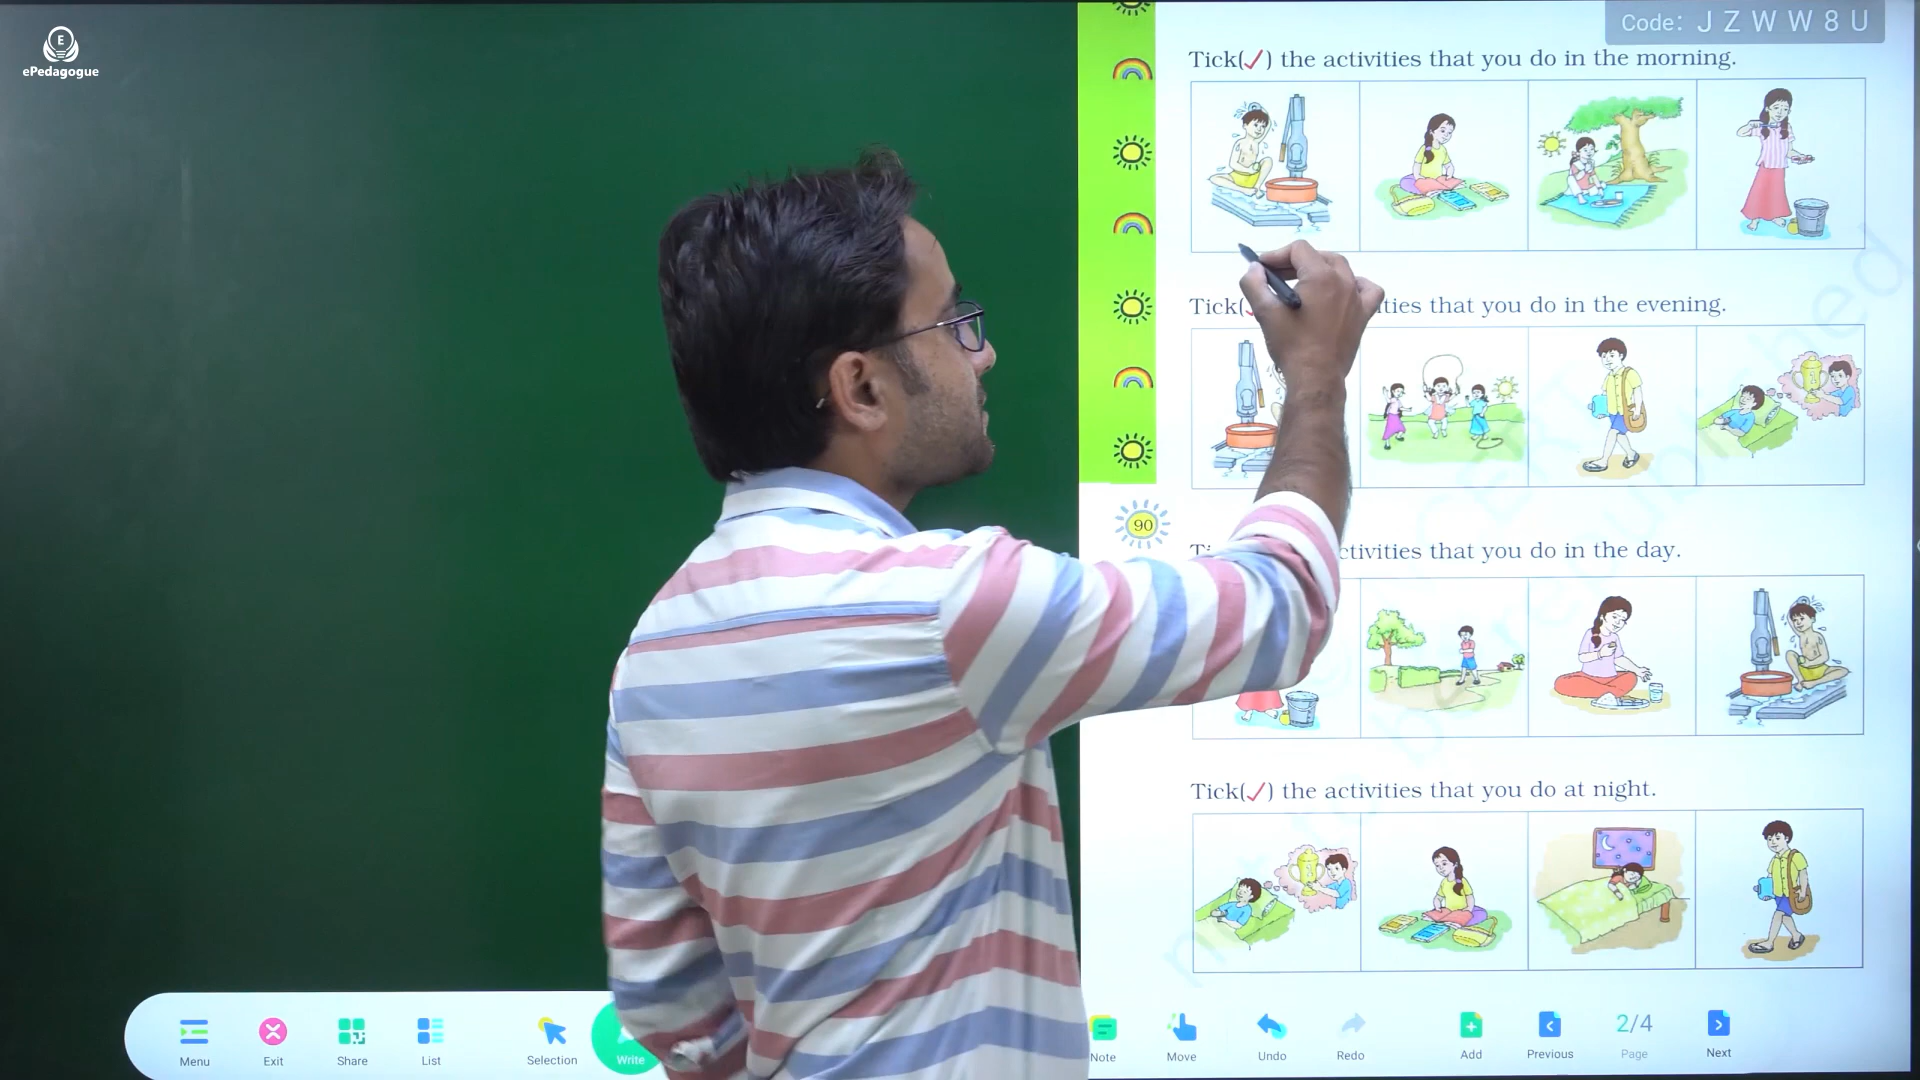 ePedagogue
Code: J Z W W 8 U
Tick(✓) the activities that you do in the morning.
Tick( ties that you do in the evening.
90
ctivities that you do in the day.
Tick(✓) the activities that you do at night.
Menu
Exit
Share
List
Selection
Write
Note
Move
Undo
Redo
Add
Previous
2/4
Page
Next